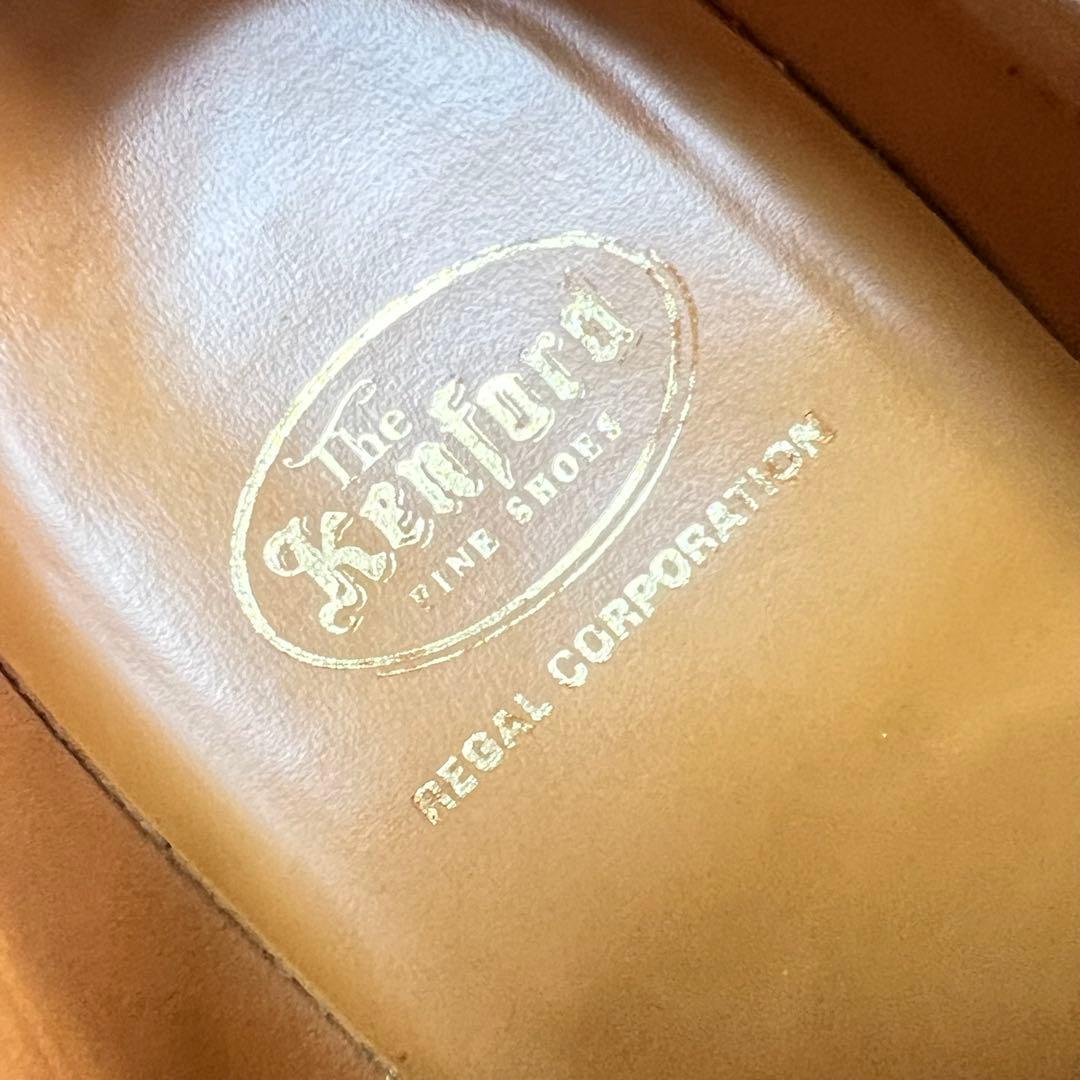 The
Kenford
FINE SHOES
REGAL CORPORATION